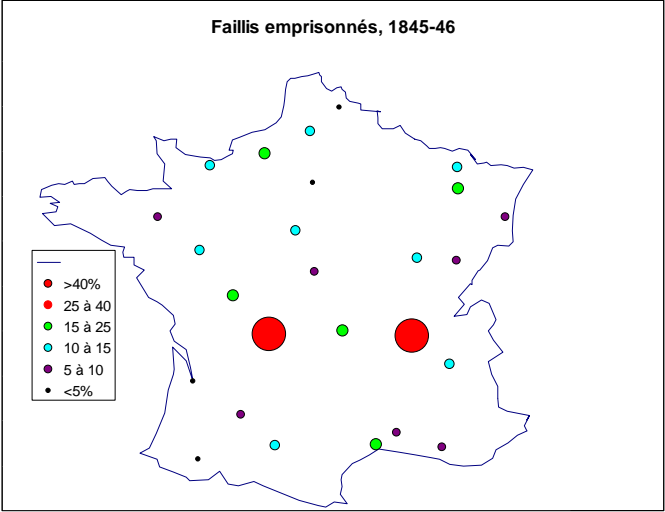 Faillis emprisonnés, 1845-46
>40%
25 à 40
15 à 25
10 à 15
5 à 10
<5%